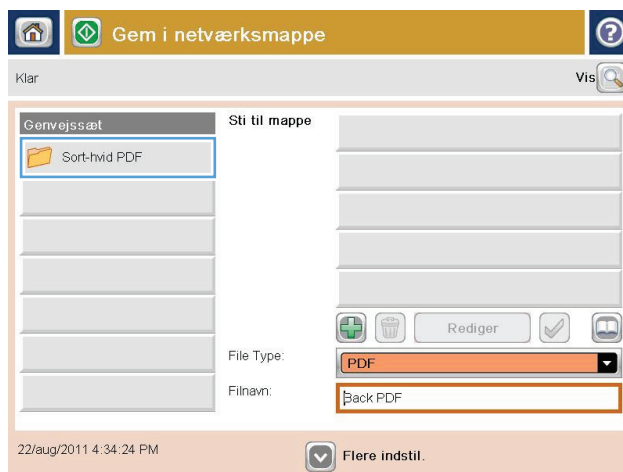 Gem i netværksmappe
Klar
Vis
Genvejssæt
Sti til mappe
Sort-hvid PDF
Rediger
File Type:
PDF
Filnavn:
Back PDF
22/aug/2011 4:34:24 PM
Flere indstil.